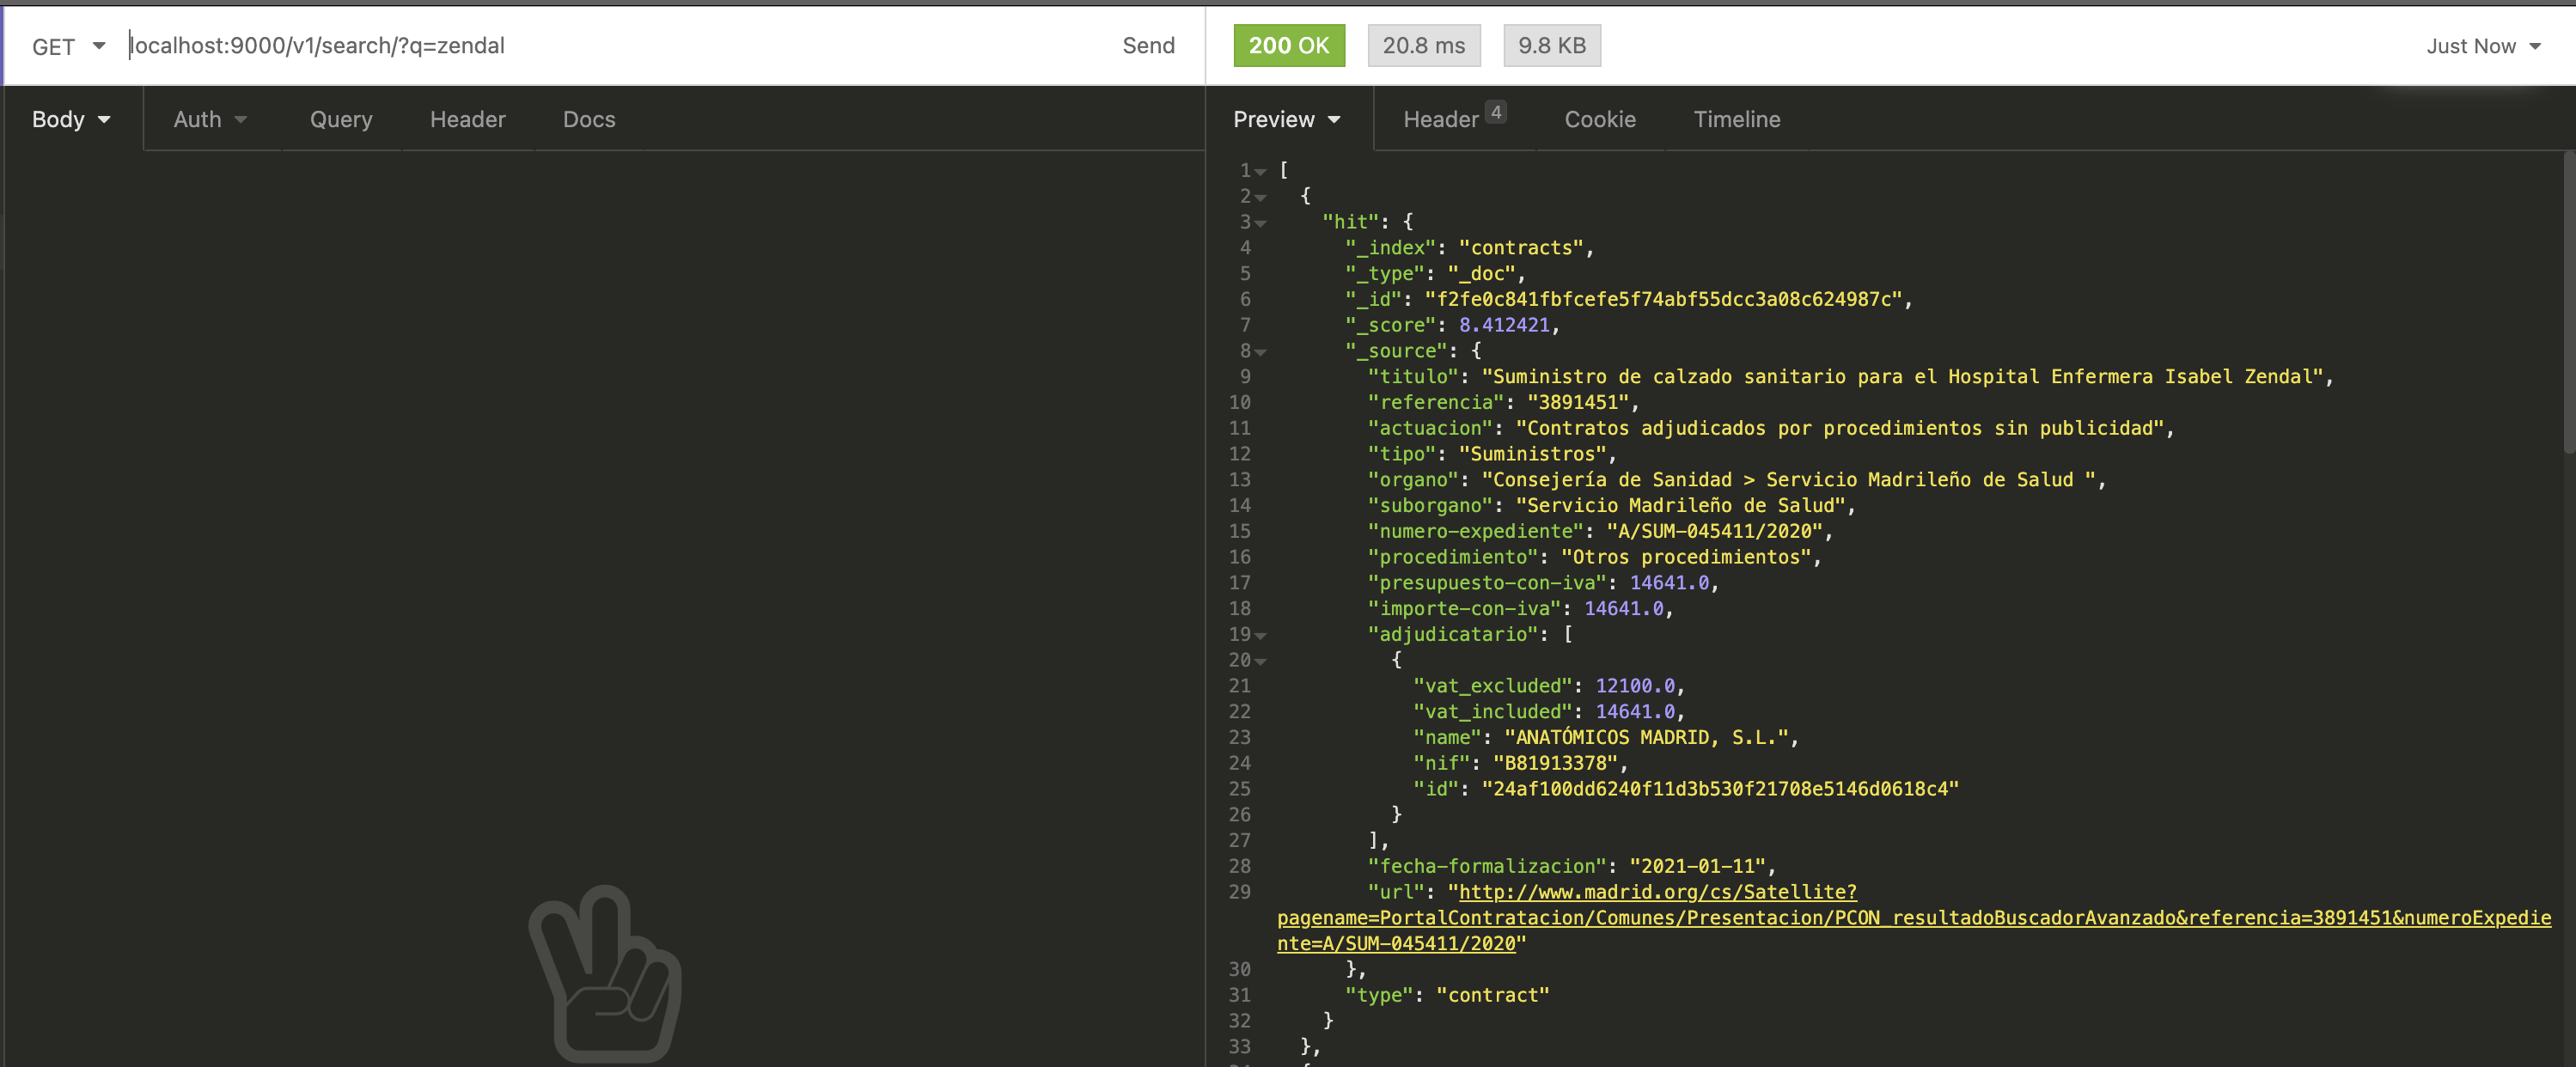 GET localhost:9000/v1/search/?q=zendal Send 200 OK 20.8 ms 9.8 KB Just Now
Body Auth Query Header Docs
Preview Header 4 Cookie Timeline
1 [
2 {
3 "hit": {
4 "_index": "contracts",
5 "_type": "_doc",
6 "_id": "f2fe0c841fbfcefe5f74abf55dcc3a08c624987c",
7 "_score": 8.412421,
8 "_source": {
9 "titulo": "Suministro de calzado sanitario para el Hospital Enfermera Isabel Zendal",
10 "referencia": "3891451",
11 "actuacion": "Contratos adjudicados por procedimientos sin publicidad",
12 "tipo": "Suministros",
13 "organo": "Consejería de Sanidad > Servicio Madrileño de Salud ",
14 "suborgano": "Servicio Madrileño de Salud",
15 "numero-expediente": "A/SUM-045411/2020",
16 "procedimiento": "Otros procedimientos",
17 "presupuesto-con-iva": 14641.0,
18 "importe-con-iva": 14641.0,
19 "adjudicatario": [
20 {
21 "vat_excluded": 12100.0,
22 "vat_included": 14641.0,
23 "name": "ANATÓMICOS MADRID, S.L.",
24 "nif": "B81913378",
25 "id": "24af100dd6240f11d3b530f21708e5146d0618c4"
26 }
27 ],
28 "fecha-formalizacion": "2021-01-11",
29 "url": "http://www.madrid.org/cs/Satellite?
pagename=PortalContratacion/Comunes/Presentacion/PCON_resultadoBuscadorAvanzado&referencia=3891451&numeroExpedie
nte=A/SUM-045411/2020"
30 },
31 "type": "contract"
32 }
33 },